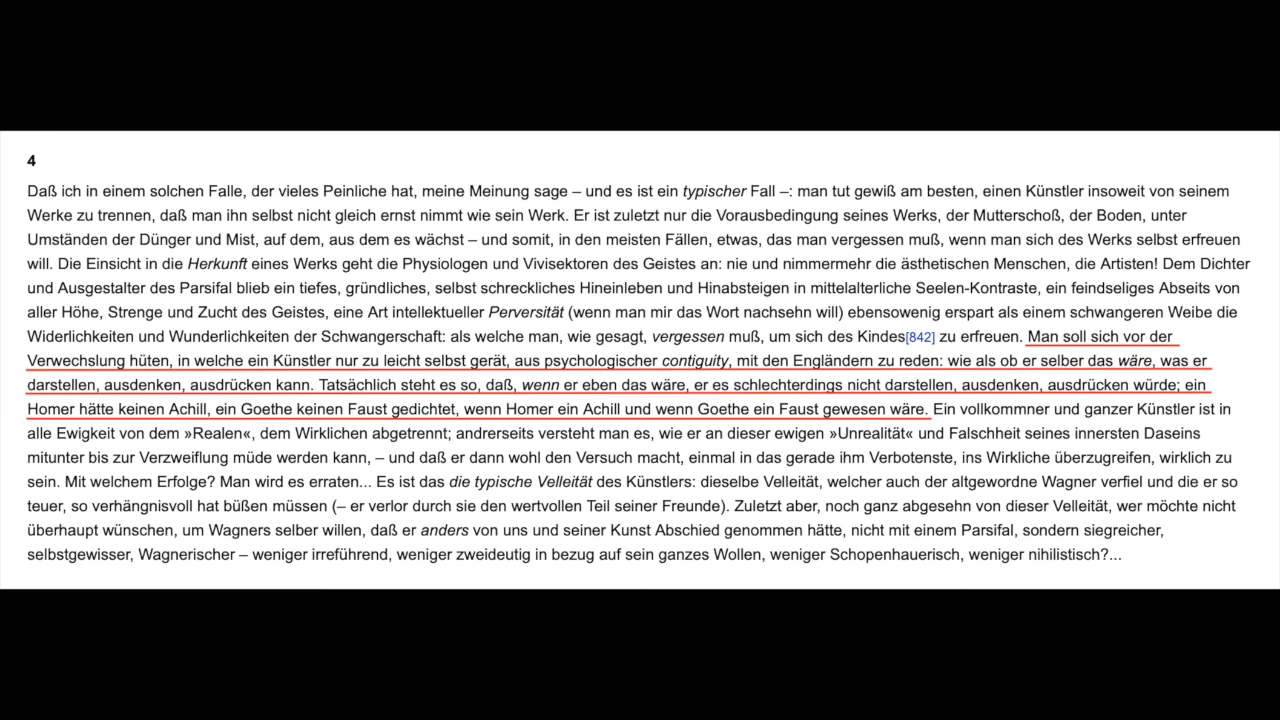 4
Daß ich in einem solchen Falle, der vieles Peinliche hat, meine Meinung sage – und es ist ein typischer Fall –: man tut gewiß am besten, einen Künstler insoweit von seinem
Werke zu trennen, daß man ihn selbst nicht gleich ernst nimmt wie sein Werk. Er ist zuletzt nur die Vorausbedingung seines Werks, der Mutterschoß, der Boden, unter
Umständen der Dünger und Mist, auf dem, aus dem es wächst – und somit, in den meisten Fällen, etwas, das man vergessen muß, wenn man sich des Werks selbst erfreuen
will. Die Einsicht in die Herkunft eines Werks geht die Physiologen und Vivisektoren des Geistes an: nie und nimmermehr die ästhetischen Menschen, die Artisten! Dem Dichter
und Ausgestalter des Parsifal blieb ein tiefes, gründliches, selbst schreckliches Hineinleben und Hinabsteigen in mittelalterliche Seelen-Kontraste, ein feindseliges Abseits von
aller Höhe, Strenge und Zucht des Geistes, eine Art intellektueller Perversität (wenn man mir das Wort nachsehn will) ebensowenig erspart als einem schwangeren Weibe die
Widerlichkeiten und Wunderlichkeiten der Schwangerschaft: als welche man, wie gesagt, vergessen muß, um sich des Kindes[842] zu erfreuen. Man soll sich vor der
Verwechslung hüten, in welche ein Künstler nur zu leicht selbst gerät, aus psychologischer contiguity, mit den Engländern zu reden: wie als ob er selber das wäre, was er
darstellen, ausdenken, ausdrücken kann. Tatsächlich steht es so, daß, wenn er eben das wäre, er es schlechterdings nicht darstellen, ausdenken, ausdrücken würde; ein
Homer hätte keinen Achill, ein Goethe keinen Faust gedichtet, wenn Homer ein Achill und wenn Goethe ein Faust gewesen wäre. Ein vollkommner und ganzer Künstler ist in
alle Ewigkeit von dem »Realen«, dem Wirklichen abgetrennt; andrerseits versteht man es, wie er an dieser ewigen »Unrealität« und Falschheit seines innersten Daseins
mitunter bis zur Verzweiflung müde werden kann, – und daß er dann wohl den Versuch macht, einmal in das gerade ihm Verbotenste, ins Wirkliche überzugreifen, wirklich zu
sein. Mit welchem Erfolge? Man wird es erraten... Es ist das die typische Velleität des Künstlers: dieselbe Velleität, welcher auch der altgewordne Wagner verfiel und die er so
teuer, so verhängnisvoll hat büßen müssen (– er verlor durch sie den wertvollen Teil seiner Freunde). Zuletzt aber, noch ganz abgesehn von dieser Velleität, wer möchte nicht
überhaupt wünschen, um Wagners selber willen, daß er anders von uns und seiner Kunst Abschied genommen hätte, nicht mit einem Parsifal, sondern siegreicher,
selbstgewisser, Wagnerischer – weniger irreführend, weniger zweideutig in bezug auf sein ganzes Wollen, weniger Schopenhauerisch, weniger nihilistisch?...